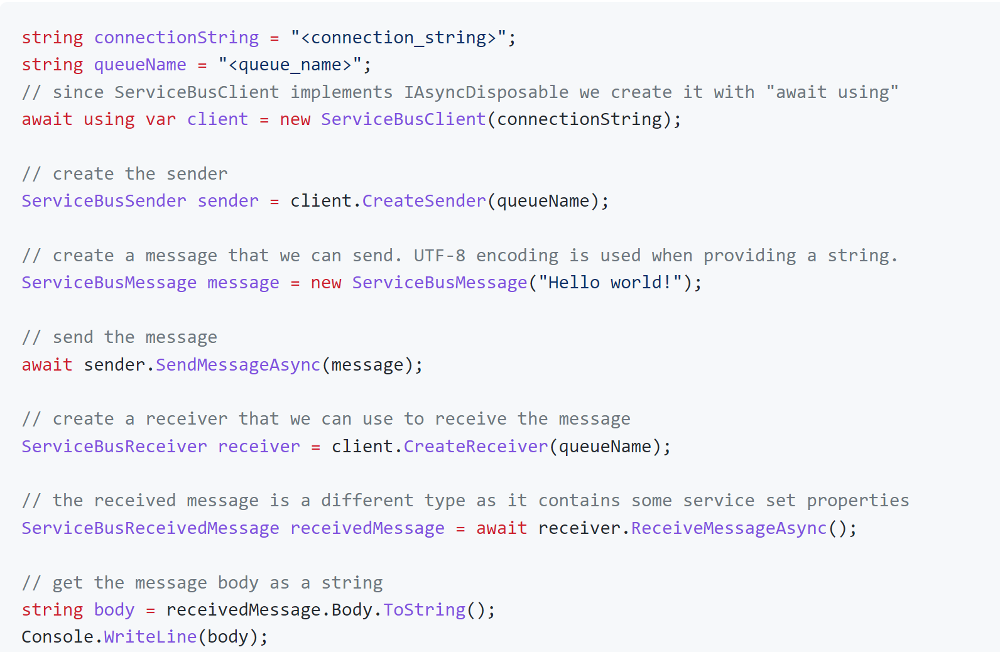 string connectionString = "<connection_string>";
string queueName = "<queue_name>";
// since ServiceBusClient implements IAsyncDisposable we create it with "await using"
await using var client = new ServiceBusClient(connectionString);
// create the sender
ServiceBusSender sender = client.CreateSender(queueName);
// create a message that we can send. UTF-8 encoding is used when providing a string.
ServiceBusMessage message = new ServiceBusMessage("Hello world!");
// send the message
await sender.SendMessageAsync(message);
// create a receiver that we can use to receive the message
ServiceBusReceiver receiver = client.CreateReceiver(queueName);
// the received message is a different type as it contains some service set properties
ServiceBusReceivedMessage receivedMessage = await receiver.ReceiveMessageAsync();
// get the message body as a string
string body = receivedMessage.Body.ToString();
Console.WriteLine(body);